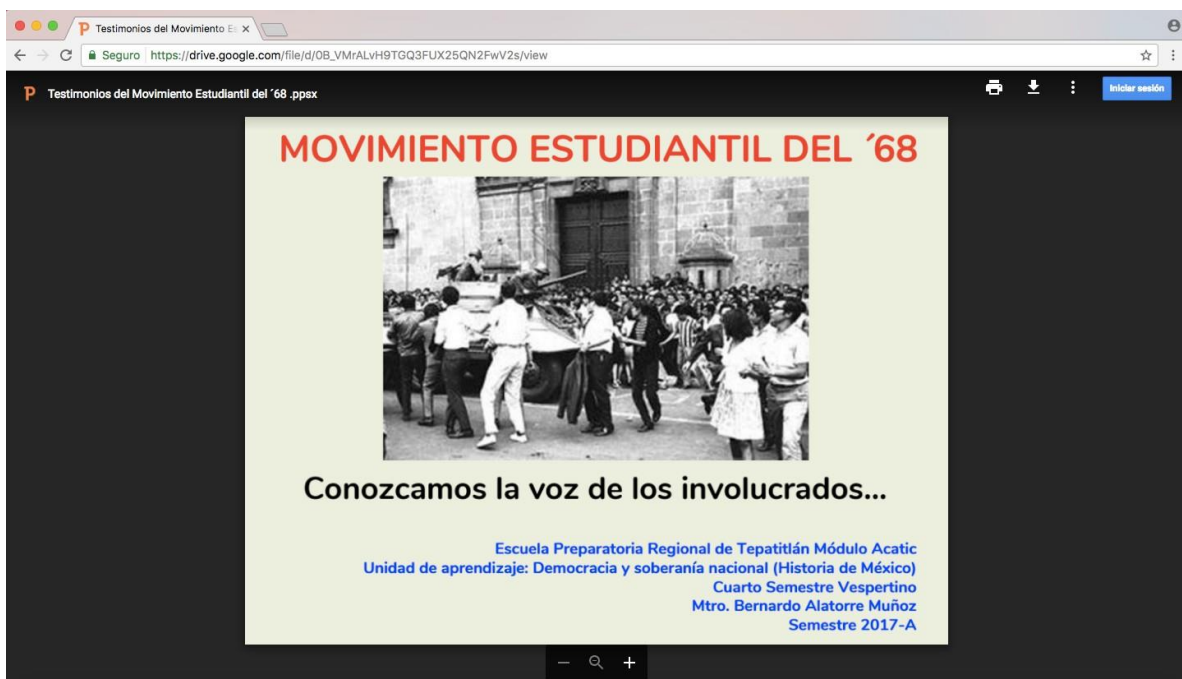 Testimonios del Movimiento Es
Seguro https://drive.google.com/file/d/0B_VMrALvH9TGQ3FUX25QN2FwV2s/view
Testimonios del Movimiento Estudiantil del ´68 .ppsx
Iniciar sesión
MOVIMIENTO ESTUDIANTIL DEL ´68
Conozcamos la voz de los involucrados...
Escuela Preparatoria Regional de Tepatitlán Módulo Acatic
Unidad de aprendizaje: Democracia y soberanía nacional (Historia de México)
Cuarto Semestre Vespertino
Mtro. Bernardo Alatorre Muñoz
Semestre 2017-A